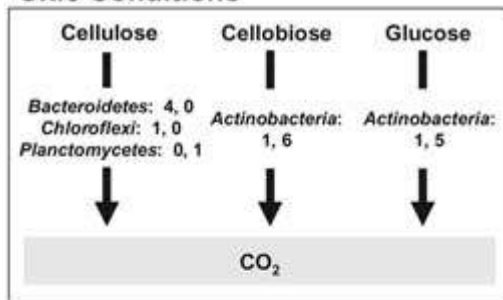 Cellulose Cellobiose Glucose
Bacteroidetes: 4, 0
Chloroflexi: 1, 0
Planctomycetes: 0, 1
Actinobacteria:
1, 6
Actinobacteria:
1, 5
CO₂